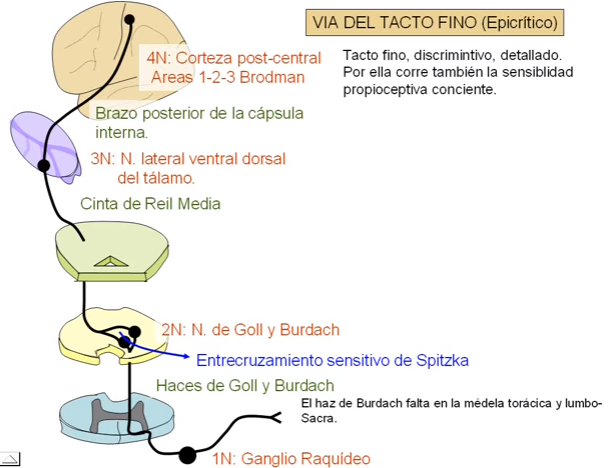 VIA DEL TACTO FINO (Epicrítico)
Tacto fino, discrimintivo, detallado.
Por ella corre también la sensiblidad
propioceptiva conciente.
4N: Corteza post-central
Areas 1-2-3 Brodman
Brazo posterior de la cápsula
interna.
3N: N. lateral ventral dorsal
del tálamo.
Cinta de Reil Media
2N: N. de Goll y Burdach
Entrecruzamiento sensitivo de Spitzka
Haces de Goll y Burdach
El haz de Burdach falta en la médela torácica y lumbo-
Sacra.
1N: Ganglio Raquídeo